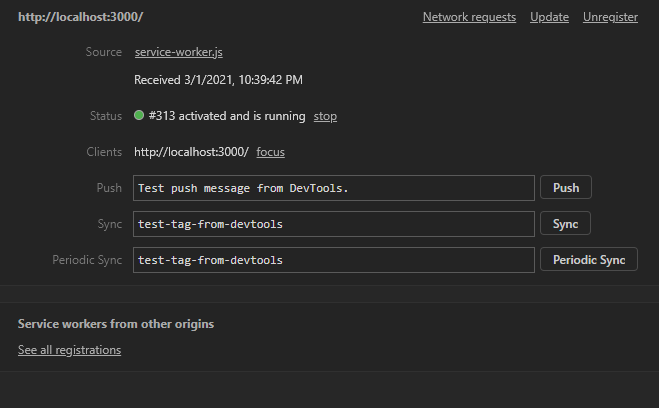 http://localhost:3000/ Network requests Update Unregister
Source service-worker.js
Received 3/1/2021, 10:39:42 PM
Status #313 activated and is running stop
Clients http://localhost:3000/ focus
Push Test push message from DevTools. Push
Sync test-tag-from-devtools Sync
Periodic Sync test-tag-from-devtools Periodic Sync
Service workers from other origins
See all registrations